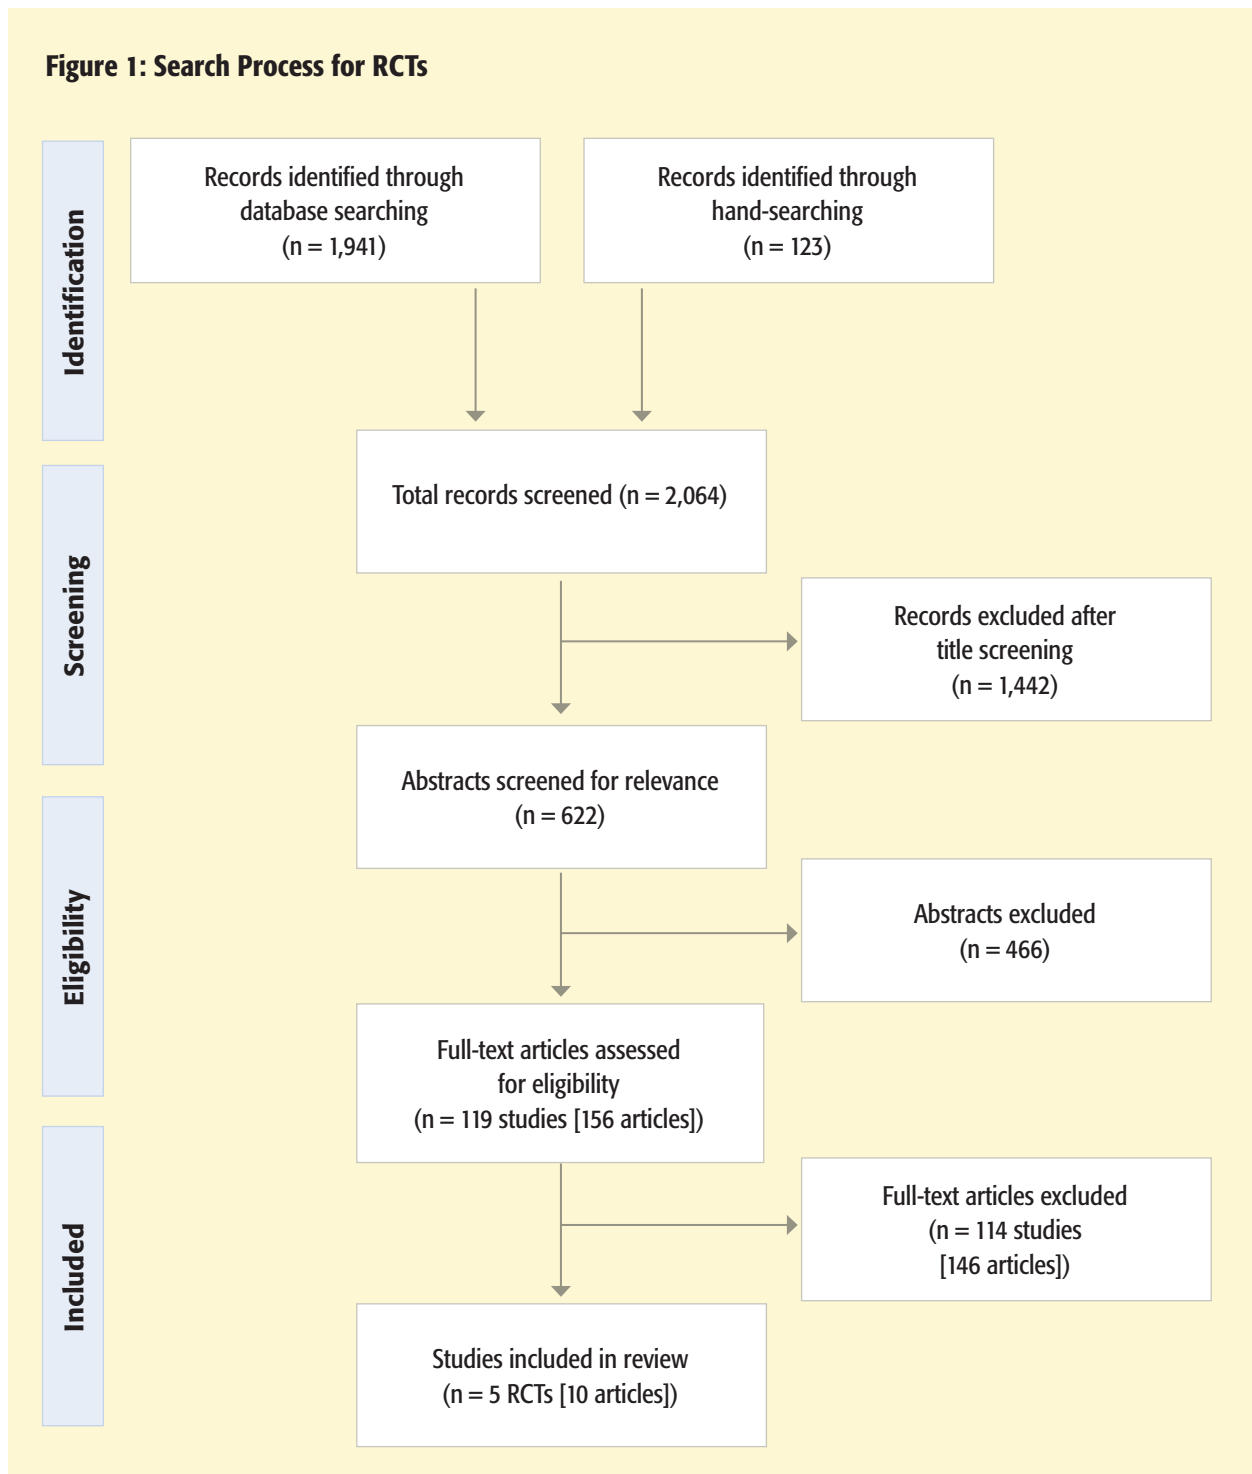 Figure 1: Search Process for RCTs
Identification
Records identified through
database searching
(n = 1,941)
Records identified through
hand-searching
(n = 123)
Screening
Total records screened (n = 2,064)
Records excluded after
title screening
(n = 1,442)
Abstracts screened for relevance
(n = 622)
Eligibility
Abstracts excluded
(n = 466)
Full-text articles assessed
for eligibility
(n = 119 studies [156 articles])
Included
Full-text articles excluded
(n = 114 studies
[146 articles])
Studies included in review
(n = 5 RCTs [10 articles])